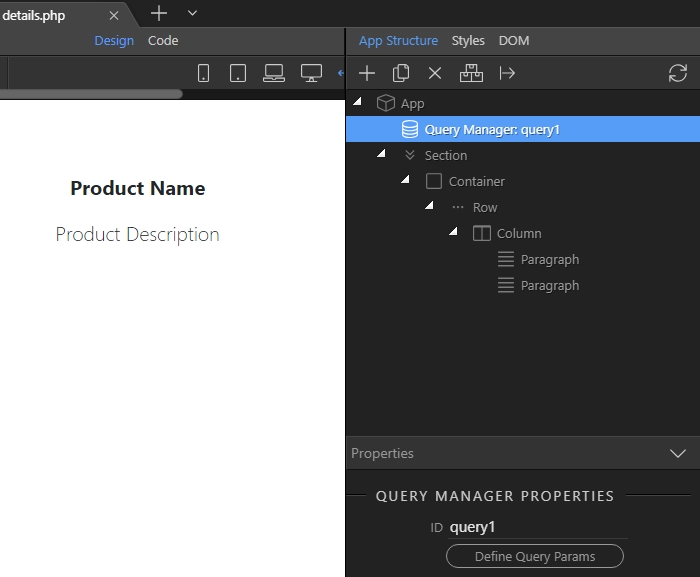 details.php
Design Code
Product Name
Product Description
App Structure Styles DOM
App
Query Manager: query1
Section
Container
Row
Column
Paragraph
Paragraph
Properties
QUERY MANAGER PROPERTIES
ID query1
Define Query Params